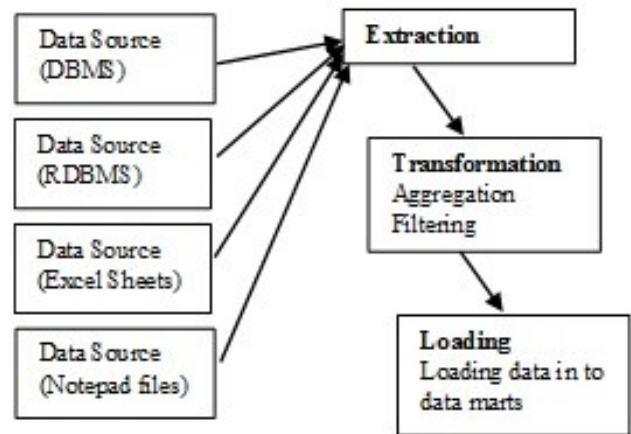 Data Source
(DBMS)
Data Source
(RDBMS)
Data Source
(Excel Sheets)
Data Source
(Notepad files)
Extraction
Transformation
Aggregation
Filtering
Loading
Loading data in to
data marts